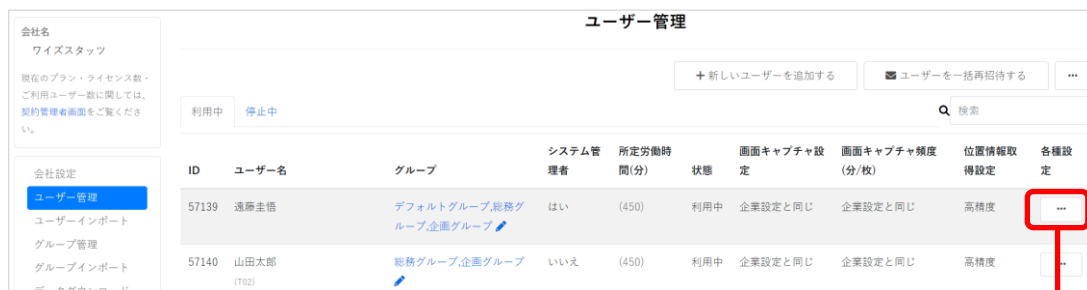 会社名
ワイズスタッツ
現在のプラン・ライセンス数・
ご利用ユーザー数に関しては、
契約管理者画面をご覧くださ
い。
会社設定
ユーザー管理
ユーザーインポート
グループ管理
グループインポート
データダウンロード
ユーザー管理
+ 新しいユーザーを追加する
ユーザーを一括再招待する
...
利用中
停止中
検索
ID
ユーザー名
グループ
システム管
理者
所定労働時
間(分)
状態
画面キャプチャ設
定
画面キャプチャ頻度
(分/枚)
位置情報取
得設定
各種設
定
57139
遠藤圭悟
デフォルトグループ,総務グ
ループ,企画グループ
はい
(450)
利用中
企業設定と同じ
企業設定と同じ
高精度
...
57140
山田太郎
(T02)
総務グループ,企画グループ
いいえ
(450)
利用中
企業設定と同じ
企業設定と同じ
高精度
...